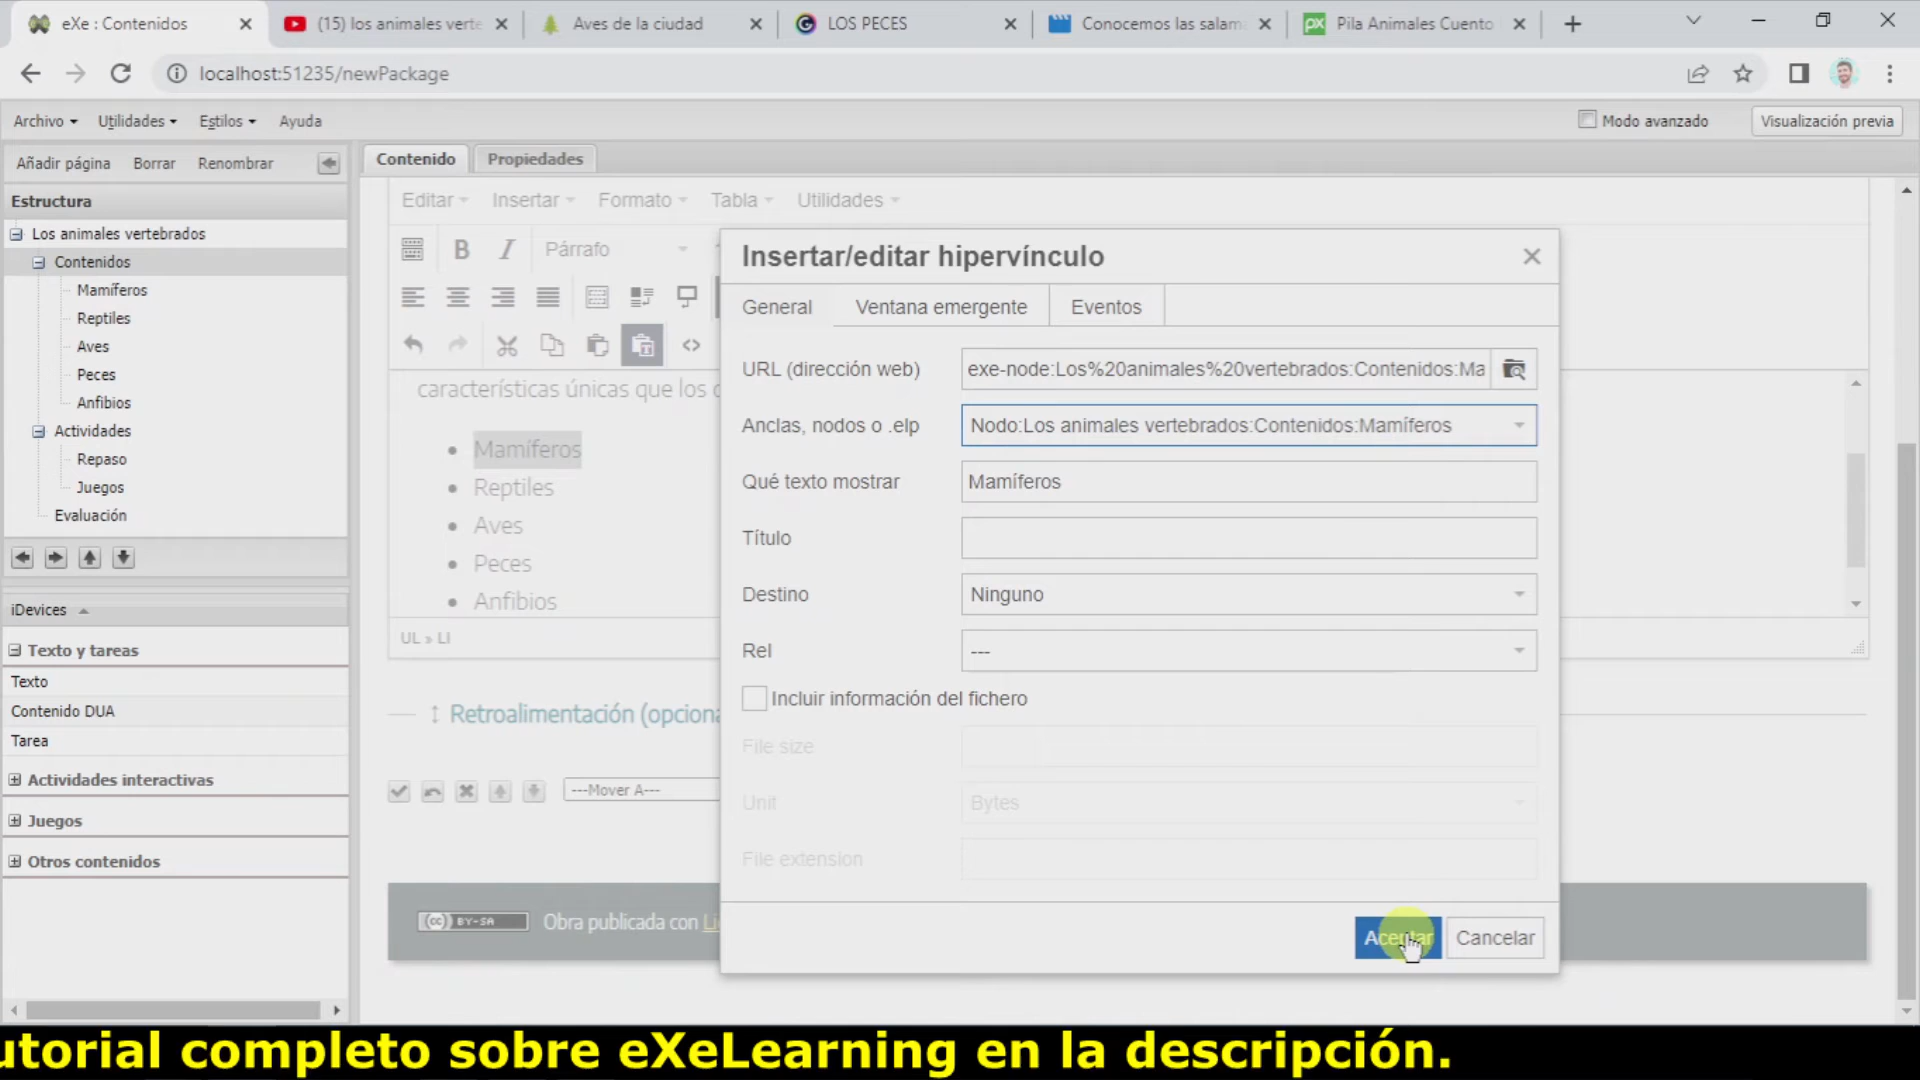 eXe : Contenidos
(15) los animales verte
Aves de la ciudad
LOS PECES
Conocemos las salam
Pila Animales Cuento
localhost:51235/newPackage
Archivo Utilidades Estilos Ayuda
Modo avanzado
Visualización previa
Añadir página Borrar Renombrar
Contenido Propiedades
Estructura
Los animales vertebrados
Contenidos
Mamíferos
Reptiles
Aves
Peces
Anfibios
Actividades
Repaso
Juegos
Evaluación
iDevices
Texto y tareas
Texto
Contenido DUA
Tarea
Actividades interactivas
Juegos
Otros contenidos
Editar Insertar Formato Tabla Utilidades
B I Párrafo
características únicas que los
Mamíferos
Reptiles
Aves
Peces
Anfibios
UL » LI
Retroalimentación (opciona
---Mover A---
BY-SA Obra publicada con Li
Insertar/editar hipervínculo
General Ventana emergente Eventos
URL (dirección web) exe-node:Los%20animales%20vertebrados:Contenidos:Ma
Anclas, nodos o .elp Nodo:Los animales vertebrados:Contenidos:Mamíferos
Qué texto mostrar Mamíferos
Título
Destino Ninguno
Rel ---
Incluir información del fichero
File size
Unit Bytes
File extension
Aceptar Cancelar
utorial completo sobre eXeLearning en la descripción.